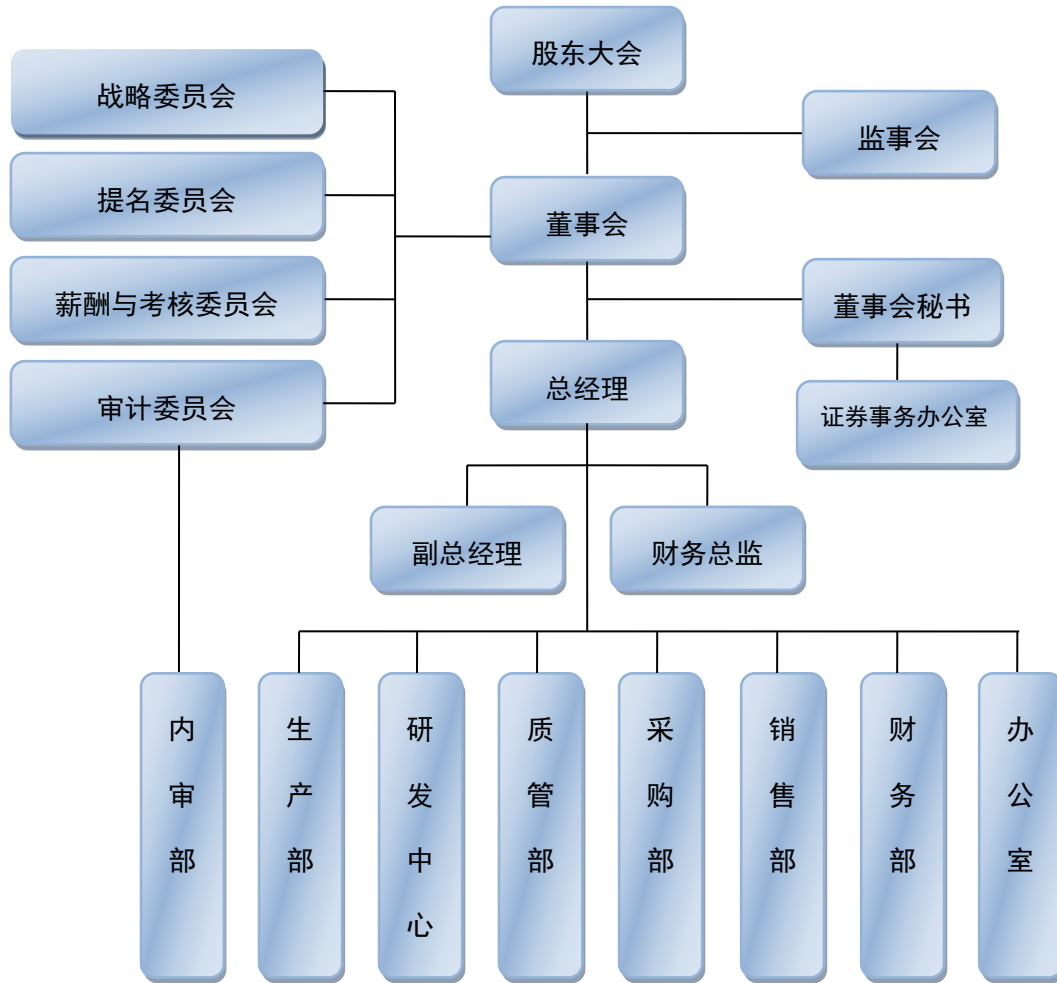 股东大会
战略委员会
监事会
提名委员会
董事会
薪酬与考核委员会
董事会秘书
总经理
审计委员会
证券事务办公室
副总经理
财务总监
内审部
生产部
研发中心
质管部
采购部
销售部
财务部
办公室